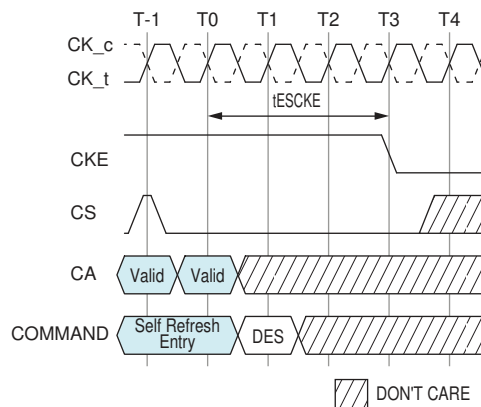 T-1 T0 T1 T2 T3 T4
CK_c
CK_t
tESCKE
CKE
CS
CA Valid Valid
COMMAND Self Refresh Entry DES
DON'T CARE